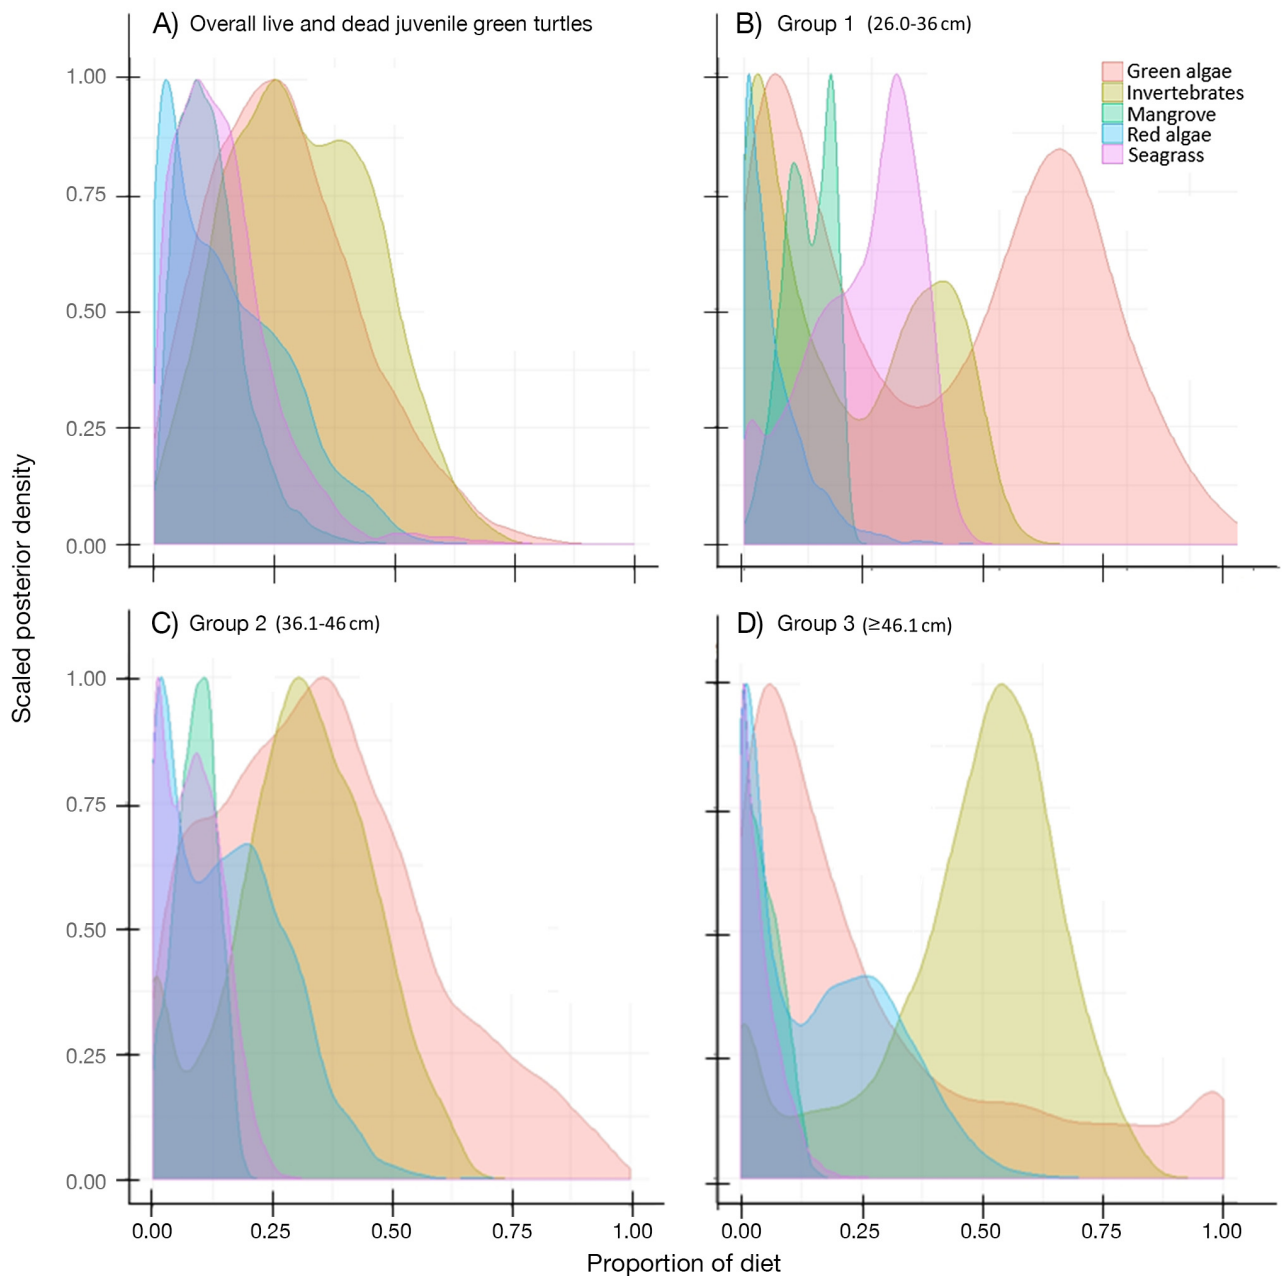 A) Overall live and dead juvenile green turtles
B) Group 1 (26.0-36 cm)
Green algae
Invertebrates
Mangrove
Red algae
Seagrass
1.00
0.75
0.50
0.25
0.00
Scaled posterior density
C) Group 2 (36.1-46 cm)
D) Group 3 (≥46.1 cm)
1.00
0.75
0.50
0.25
0.00
0.00 0.25 0.50 0.75 1.00
0.00 0.25 0.50 0.75 1.00
Proportion of diet